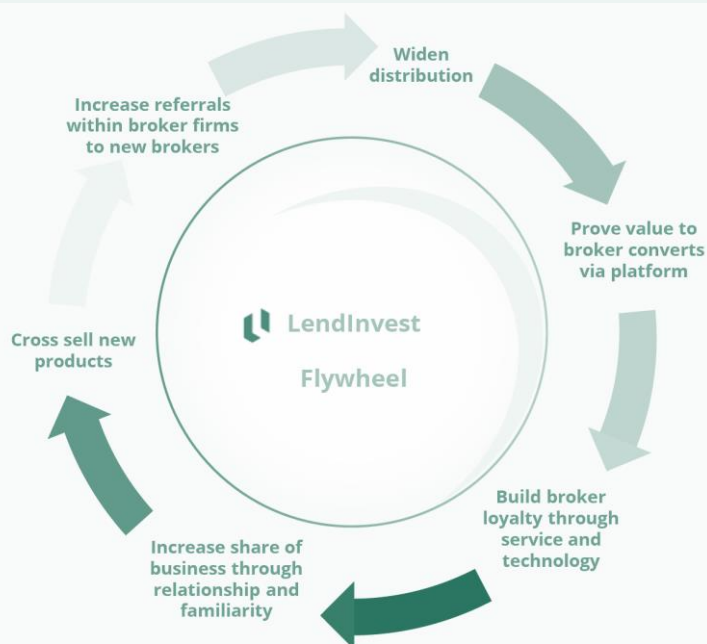 Widen
distribution
Prove value to
broker converts
via platform
Build broker
loyalty through
service and
technology
Increase share of
business through
relationship and
familiarity
Cross sell new
products
Increase referrals
within broker firms
to new brokers
LendInvest
Flywheel